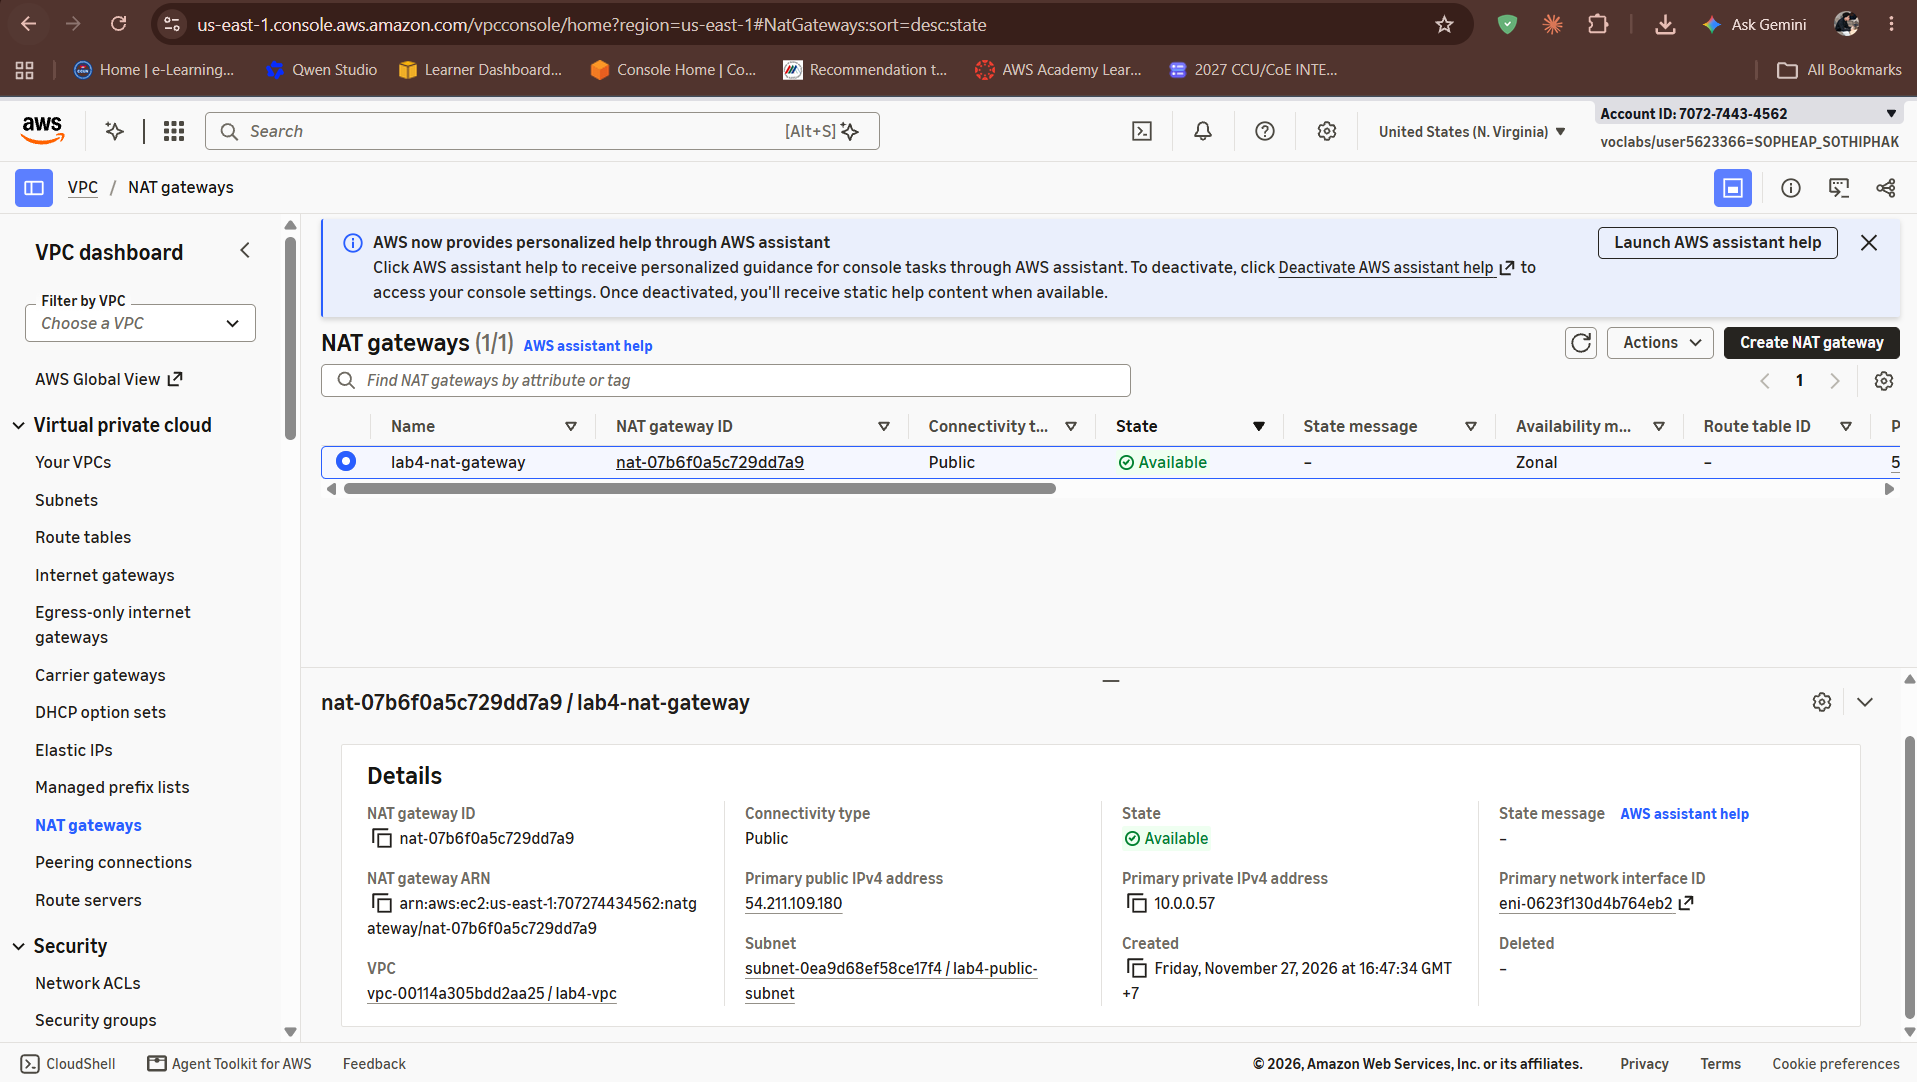 us-east-1.console.aws.amazon.com/vpcconsole/home?region=us-east-1#NatGateways:sort=desc:state
Ask Gemini
Home | e-Learning...
Qwen Studio
Learner Dashboard...
Console Home | Co...
Recommendation t...
AWS Academy Lear...
2027 CCU/CoE INTE...
All Bookmarks
aws
Search
[Alt+S]
United States (N. Virginia)
Account ID: 7072-7443-4562
voclabs/user5623366=SOPHEAP_SOTHIPHAK
VPC / NAT gateways
VPC dashboard
Filter by VPC
Choose a VPC
AWS Global View
Virtual private cloud
Your VPCs
Subnets
Route tables
Internet gateways
Egress-only internet
gateways
Carrier gateways
DHCP option sets
Elastic IPs
Managed prefix lists
NAT gateways
Peering connections
Route servers
Security
Network ACLs
Security groups
AWS now provides personalized help through AWS assistant
Click AWS assistant help to receive personalized guidance for console tasks through AWS assistant. To deactivate, click Deactivate AWS assistant help to
access your console settings. Once deactivated, you'll receive static help content when available.
Launch AWS assistant help
NAT gateways (1/1) AWS assistant help
Actions
Create NAT gateway
Find NAT gateways by attribute or tag
1
Name
NAT gateway ID
Connectivity t...
State
State message
Availability m...
Route table ID
P
lab4-nat-gateway
nat-07b6f0a5c729dd7a9
Public
Available
–
Zonal
–
5
nat-07b6f0a5c729dd7a9 / lab4-nat-gateway
Details
NAT gateway ID
nat-07b6f0a5c729dd7a9
NAT gateway ARN
arn:aws:ec2:us-east-1:707274434562:natg
ateway/nat-07b6f0a5c729dd7a9
VPC
vpc-00114a305bdd2aa25 / lab4-vpc
Connectivity type
Public
Primary public IPv4 address
54.211.109.180
Subnet
subnet-0ea9d68ef58ce17f4 / lab4-public-
subnet
State
Available
Primary private IPv4 address
10.0.0.57
Created
Friday, November 27, 2026 at 16:47:34 GMT
+7
State message AWS assistant help
–
Primary network interface ID
eni-0623f130d4b764eb2
Deleted
–
CloudShell
Agent Toolkit for AWS
Feedback
© 2026, Amazon Web Services, Inc. or its affiliates.
Privacy
Terms
Cookie preferences